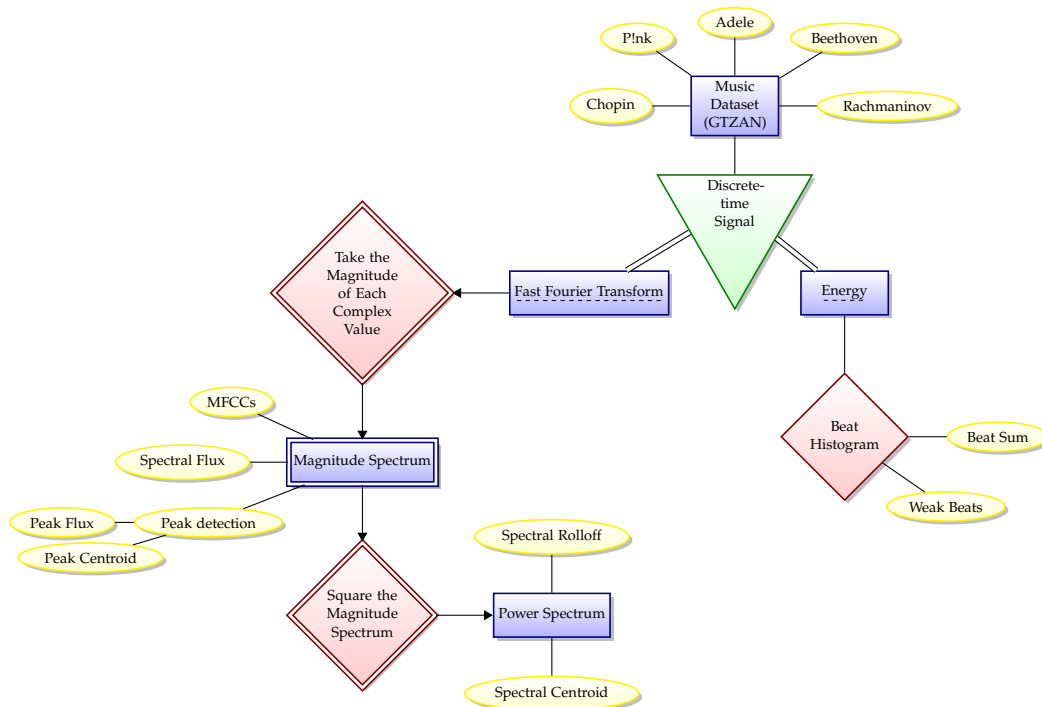 Adele
P!nk
Beethoven
Music
Dataset
(GTZAN)
Chopin
Rachmaninov
Discrete-
time
Signal
Take the
Magnitude
of Each
Complex
Value
Fast Fourier Transform
Energy
MFCCs
Beat
Histogram
Beat Sum
Spectral Flux
Magnitude Spectrum
Weak Beats
Peak Flux
Peak detection
Peak Centroid
Spectral Rolloff
Square the
Magnitude
Spectrum
Power Spectrum
Spectral Centroid